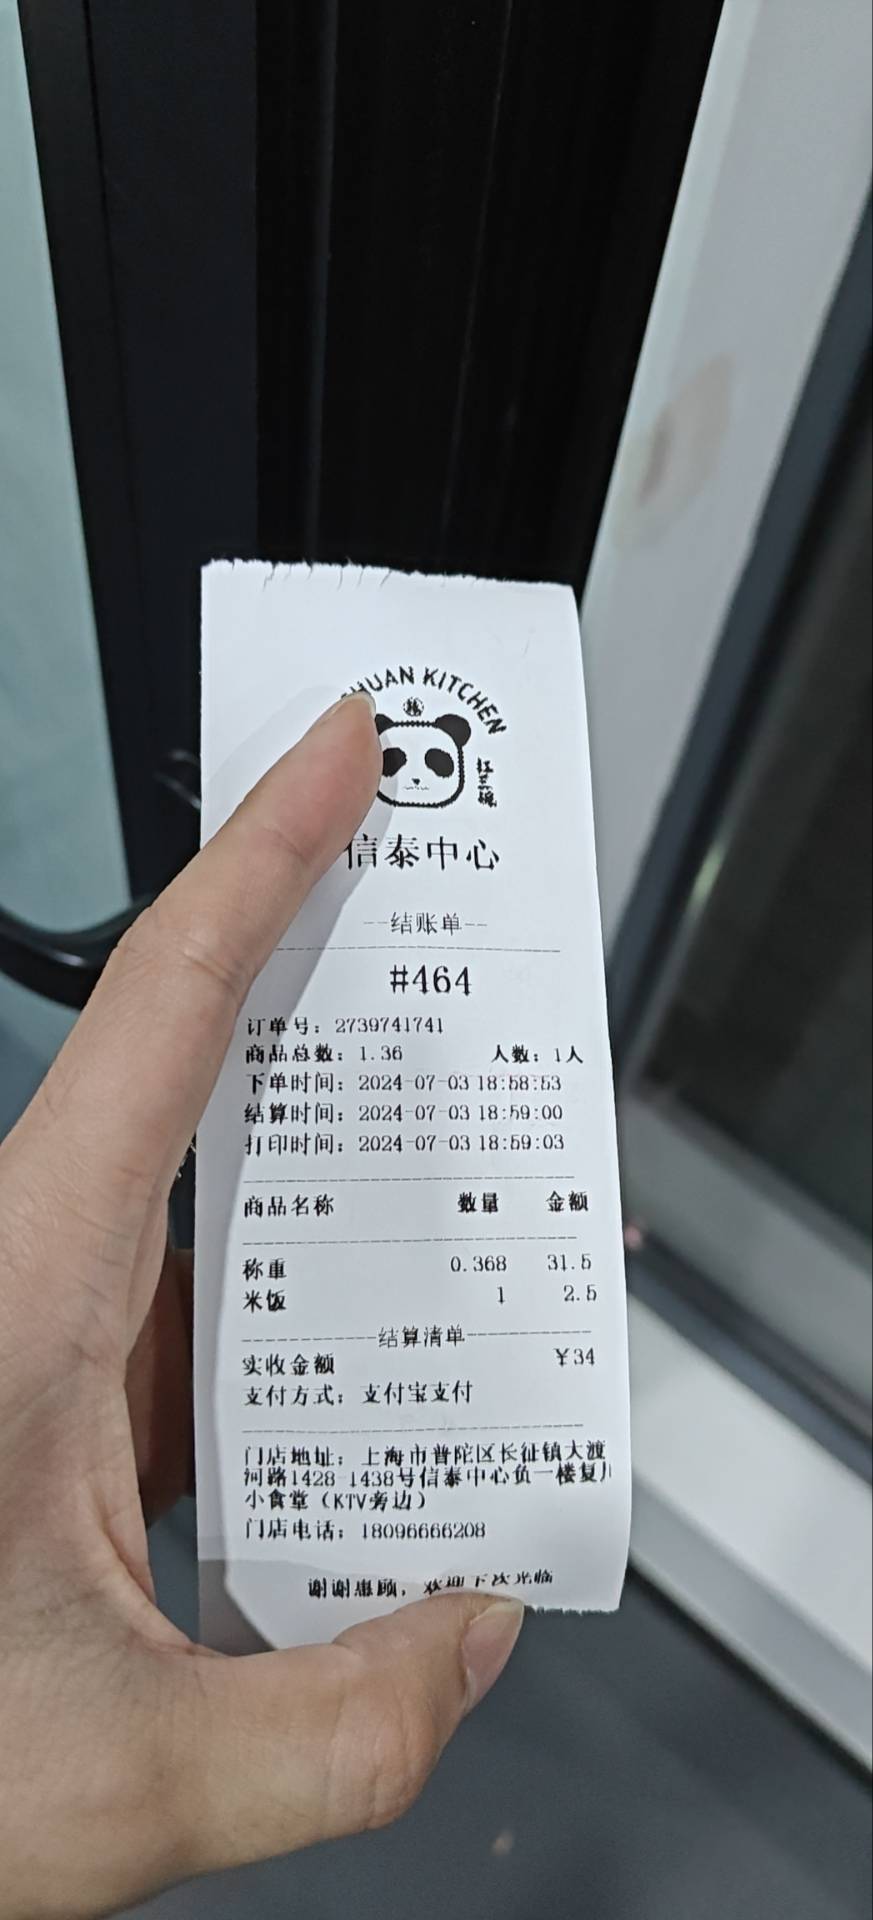 HUAN KITCHEN
信泰中心
--结账单--
#464
订单号：2739741741
商品总数：1.36 人数：1人
下单时间：2024-07-03 18:58:53
结算时间：2024-07-03 18:59:00
打印时间：2024-07-03 18:59:03
商品名称 数量 金额
称重 0.368 31.5
米饭 1 2.5
结算清单
实收金额 ￥34
支付方式：支付宝支付
门店地址：上海市普陀区长征镇大渡
河路1428-1438号信泰中心负一楼复川
小食堂（KTV旁边）
门店电话：18096666208
谢谢惠顾，欢迎下次光临